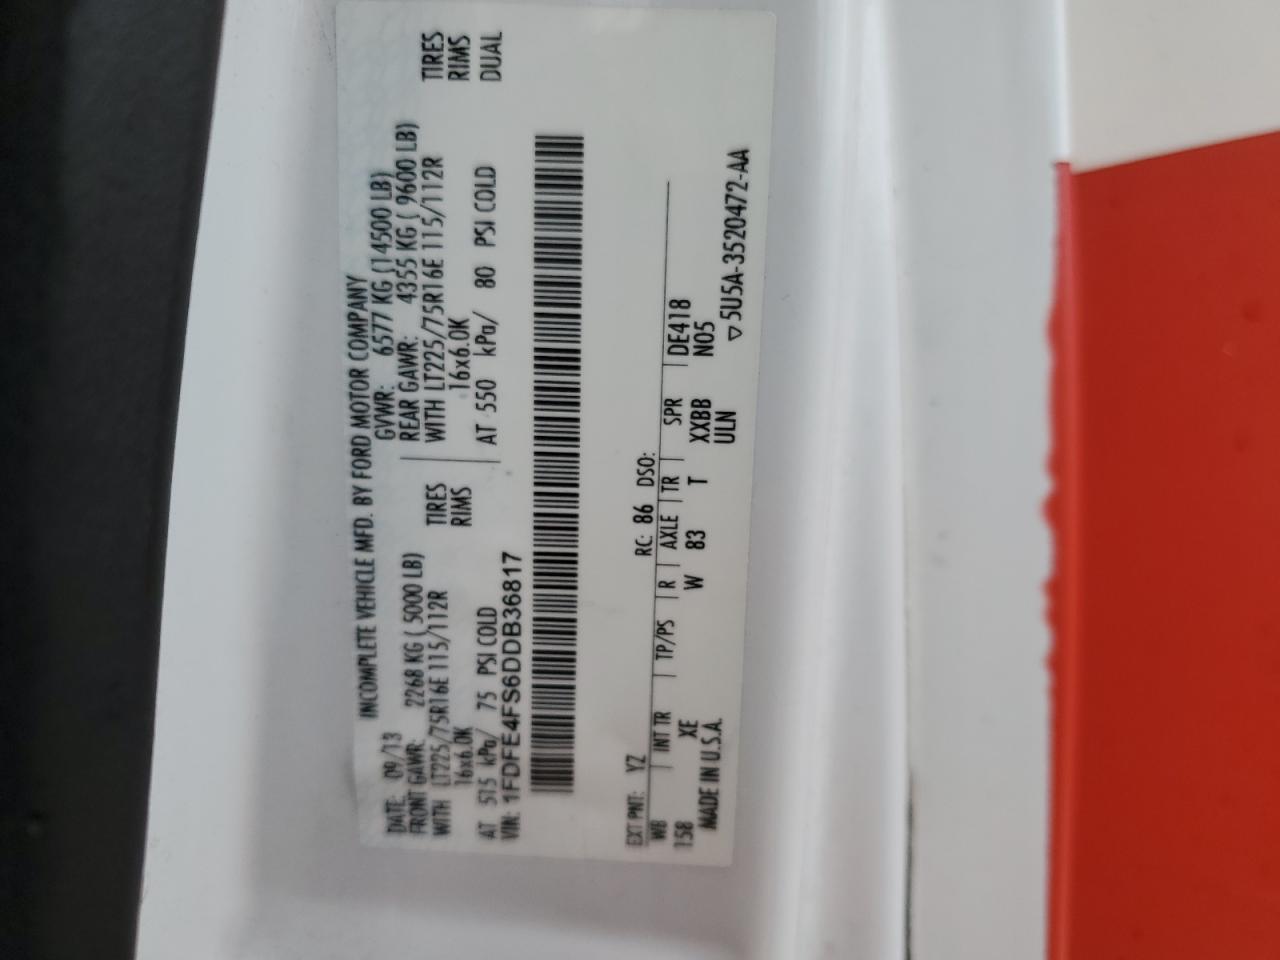 INCOMPLETE VEHICLE MFD. BY FORD MOTOR COMPANY
DATE: 09/13 GVWR: 6577 KG (14500 LB)
FRONT GAWR: 2268 KG ( 5000 LB) REAR GAWR: 4355 KG ( 9600 LB)
WITH LT225/75R16E 115/112R TIRES WITH LT225/75R16E 115/112R TIRES
16x6.0K RIMS 16x6.0K RIMS
AT 515 kPa/ 75 PSI COLD AT 550 kPa/ 80 PSI COLD DUAL
VIN: 1FDFE4FS6DDB36817
EXT PNT: YZ RC: 86 DSO:
WB INT TR TP/PS R AXLE TR SPR DE418
158 XE W 83 T XXBB N05
MADE IN U.S.A. ULN
▽ 5U5A-3520472-AA